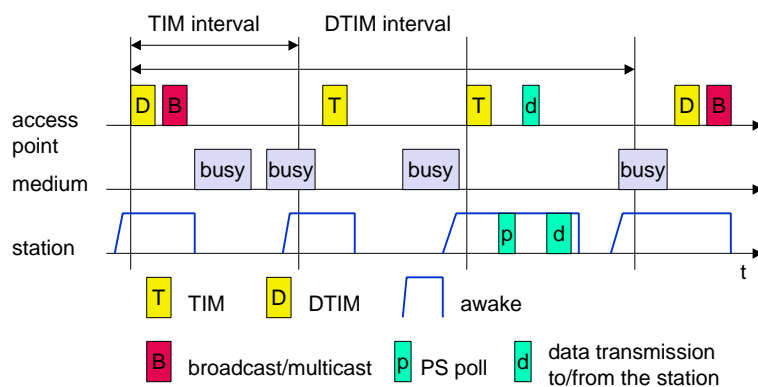 TIM interval DTIM interval
D B T T d D B
access
point
busy busy busy busy
medium
p d
station
t
T TIM D DTIM awake
B broadcast/multicast p PS poll d data transmission
to/from the station